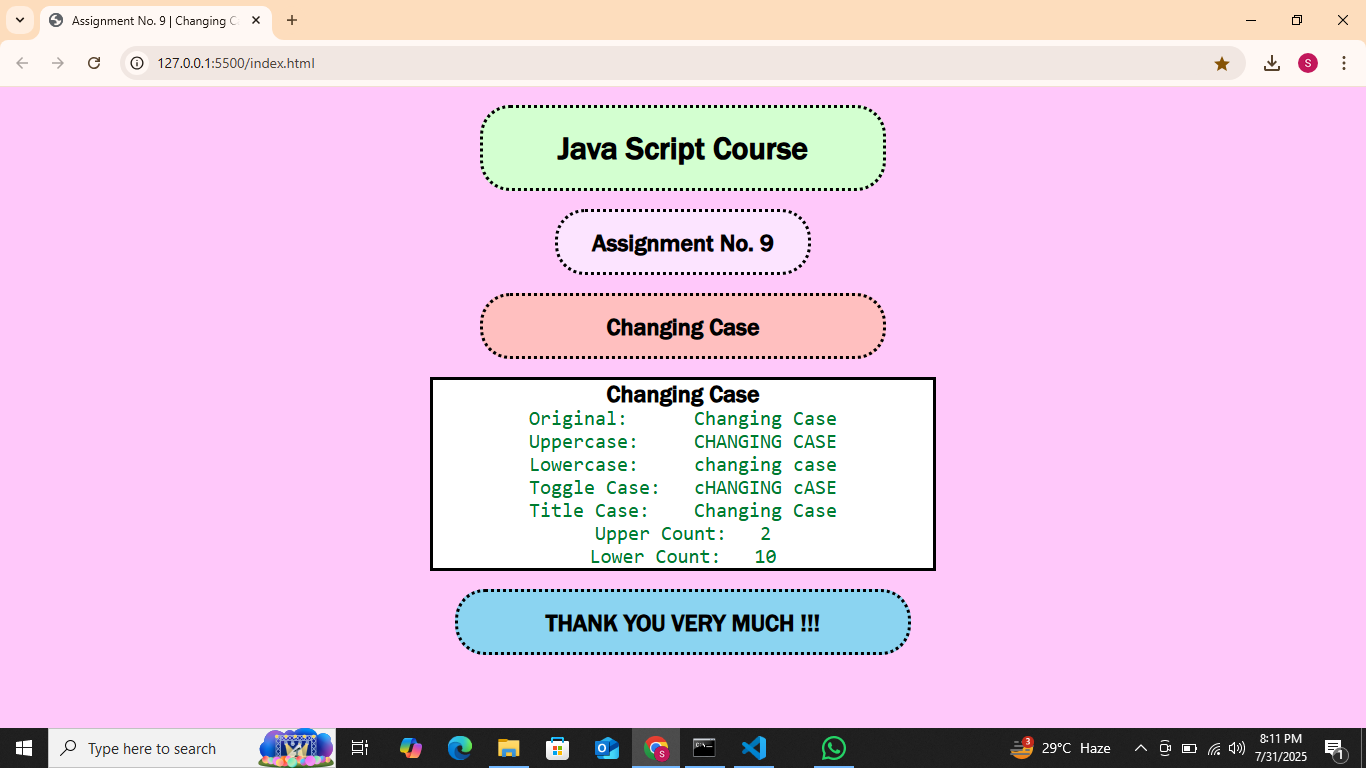 Assignment No. 9 | Changing C
127.0.0.1:5500/index.html
S
Java Script Course
Assignment No. 9
Changing Case
Changing Case
Original: Changing Case
Uppercase: CHANGING CASE
Lowercase: changing case
Toggle Case: cHANGING cASE
Title Case: Changing Case
Upper Count: 2
Lower Count: 10
THANK YOU VERY MUCH !!!
Type here to search
S
3
29°C Haze
8:11 PM
7/31/2025
1